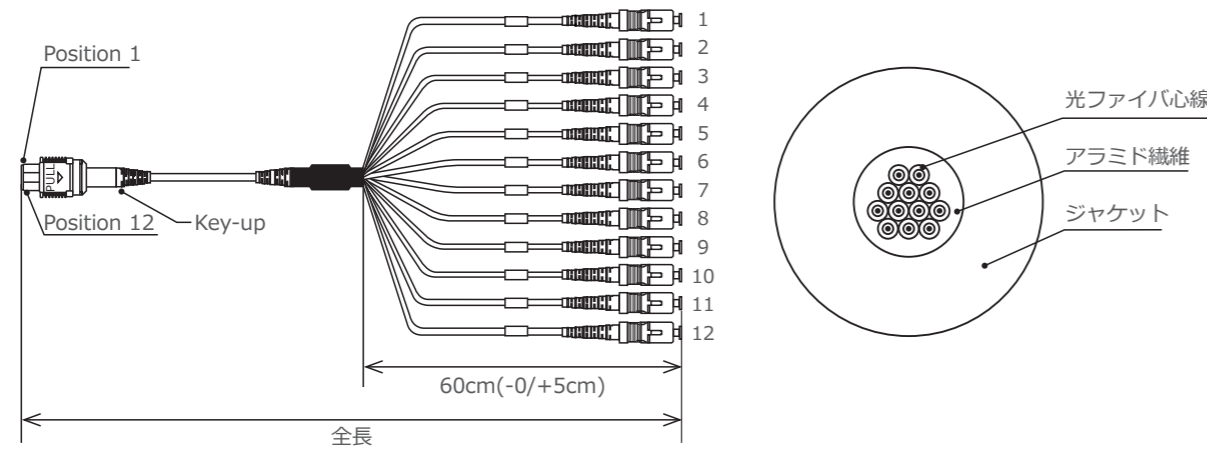 Position 1
PULL
Position 12
Key-up
1
2
3
4
5
6
7
8
9
10
11
12
60cm(-0/+5cm)
全長
光ファイバ心線
アラミド繊維
ジャケット